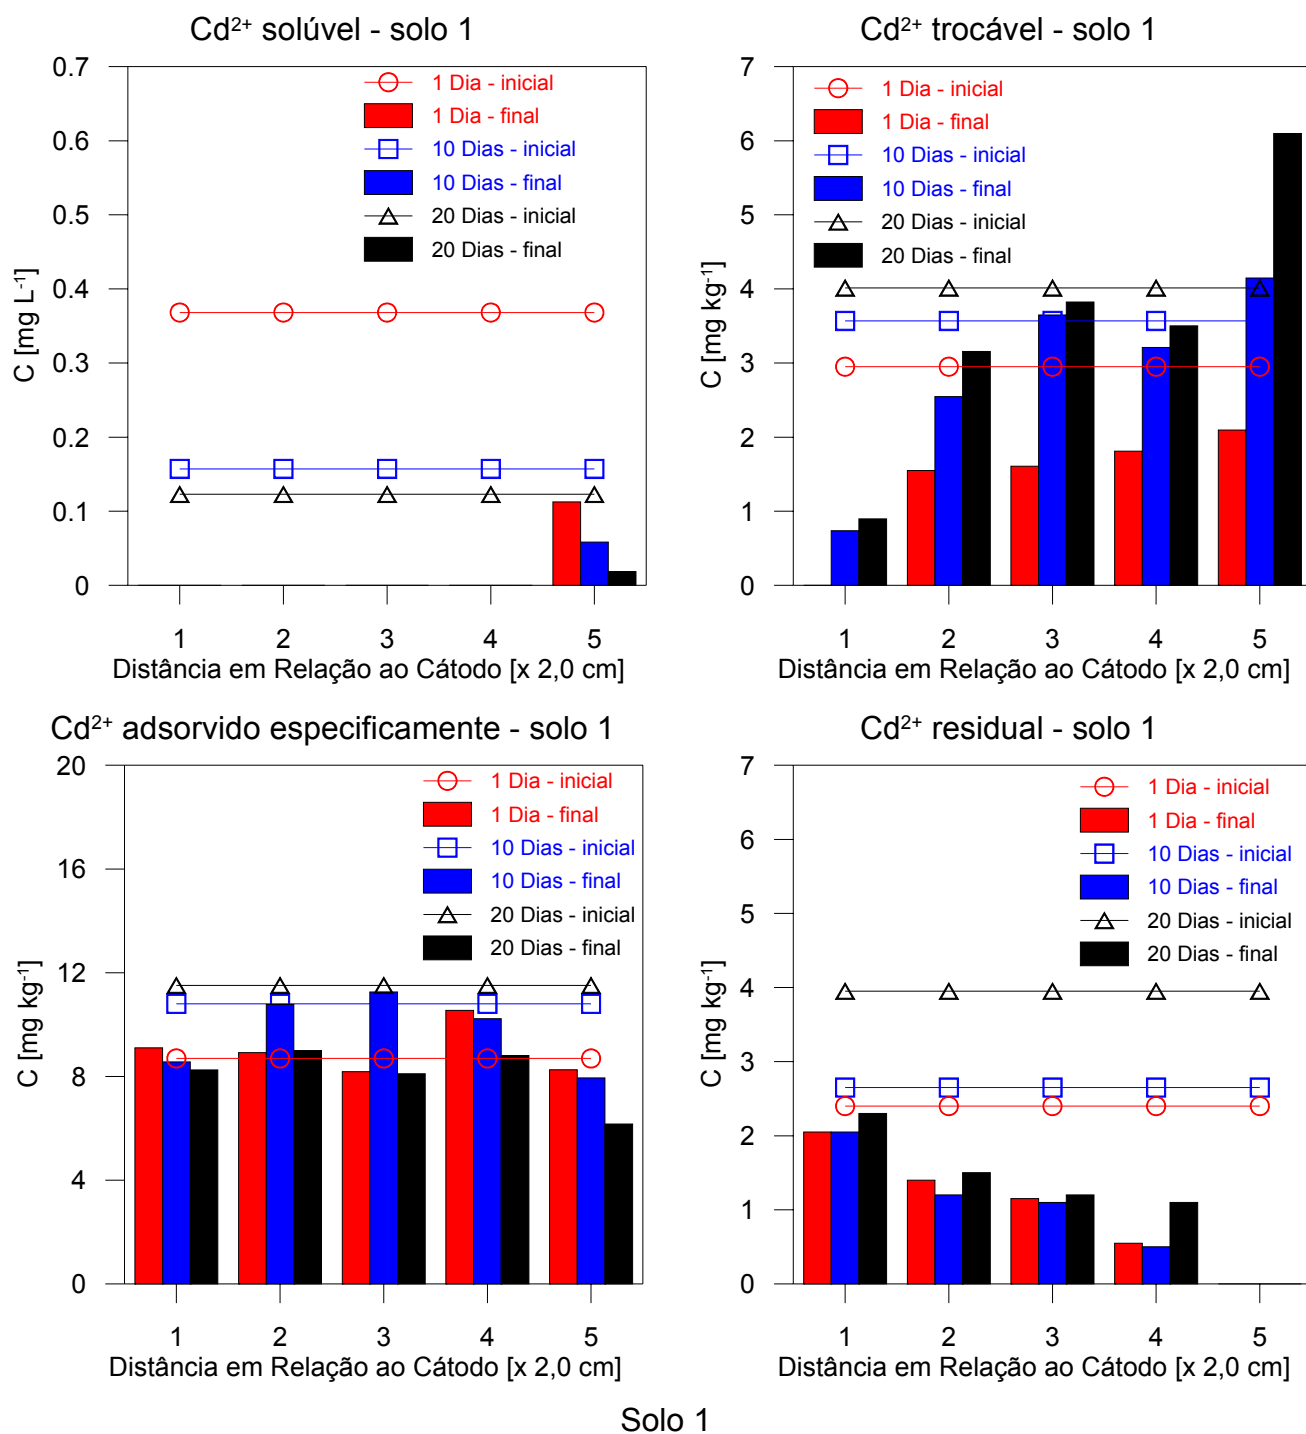 Cd²⁺ solúvel - solo 1
0.7
0.6
0.5
0.4
0.3
0.2
0.1
0
C [mg L⁻¹]
1 Dia - inicial
1 Dia - final
10 Dias - inicial
10 Dias - final
20 Dias - inicial
20 Dias - final
1 2 3 4 5
Distância em Relação ao Cátodo [x 2,0 cm]
Cd²⁺ trocável - solo 1
7
6
5
4
3
2
1
0
C [mg kg⁻¹]
1 Dia - inicial
1 Dia - final
10 Dias - inicial
10 Dias - final
20 Dias - inicial
20 Dias - final
1 2 3 4 5
Distância em Relação ao Cátodo [x 2,0 cm]
Cd²⁺ adsorvido especificamente - solo 1
20
16
12
8
4
0
C [mg kg⁻¹]
1 Dia - inicial
1 Dia - final
10 Dias - inicial
10 Dias - final
20 Dias - inicial
20 Dias - final
1 2 3 4 5
Distância em Relação ao Cátodo [x 2,0 cm]
Cd²⁺ residual - solo 1
7
6
5
4
3
2
1
0
C [mg kg⁻¹]
1 Dia - inicial
1 Dia - final
10 Dias - inicial
10 Dias - final
20 Dias - inicial
20 Dias - final
1 2 3 4 5
Distância em Relação ao Cátodo [x 2,0 cm]
Solo 1